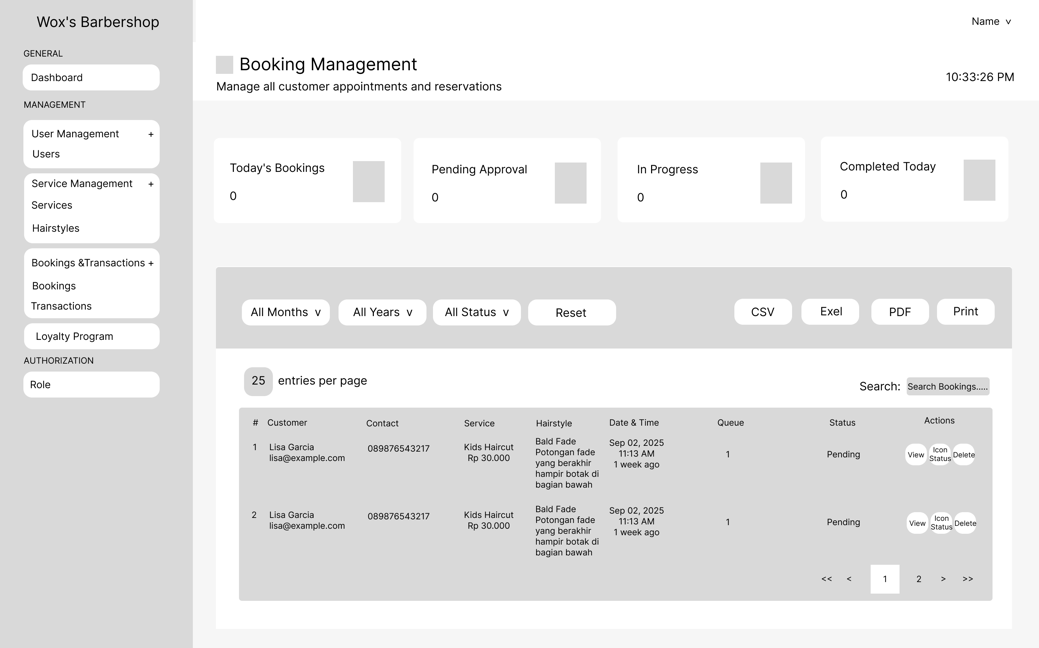 Wox's Barbershop
Name v
GENERAL
Dashboard
MANAGEMENT
User Management +
Users
Service Management +
Services
Hairstyles
Bookings &Transactions +
Bookings
Transactions
Loyalty Program
AUTHORIZATION
Role
Booking Management
Manage all customer appointments and reservations
10:33:26 PM
Today's Bookings
0
Pending Approval
0
In Progress
0
Completed Today
0
All Months v
All Years v
All Status v
Reset
CSV
Exel
PDF
Print
25 entries per page
Search: Search Bookings.....
# Customer Contact Service Hairstyle Date & Time Queue Status Actions
1
Lisa Garcia
lisa@example.com
089876543217
Kids Haircut
Rp 30.000
Bald Fade
Potongan fade
yang berakhir
hampir botak di
bagian bawah
Sep 02, 2025
11:13 AM
1 week ago
1
Pending
View
Icon
Status
Delete
2
Lisa Garcia
lisa@example.com
089876543217
Kids Haircut
Rp 30.000
Bald Fade
Potongan fade
yang berakhir
hampir botak di
bagian bawah
Sep 02, 2025
11:13 AM
1 week ago
1
Pending
View
Icon
Status
Delete
<< < 1 2 > >>